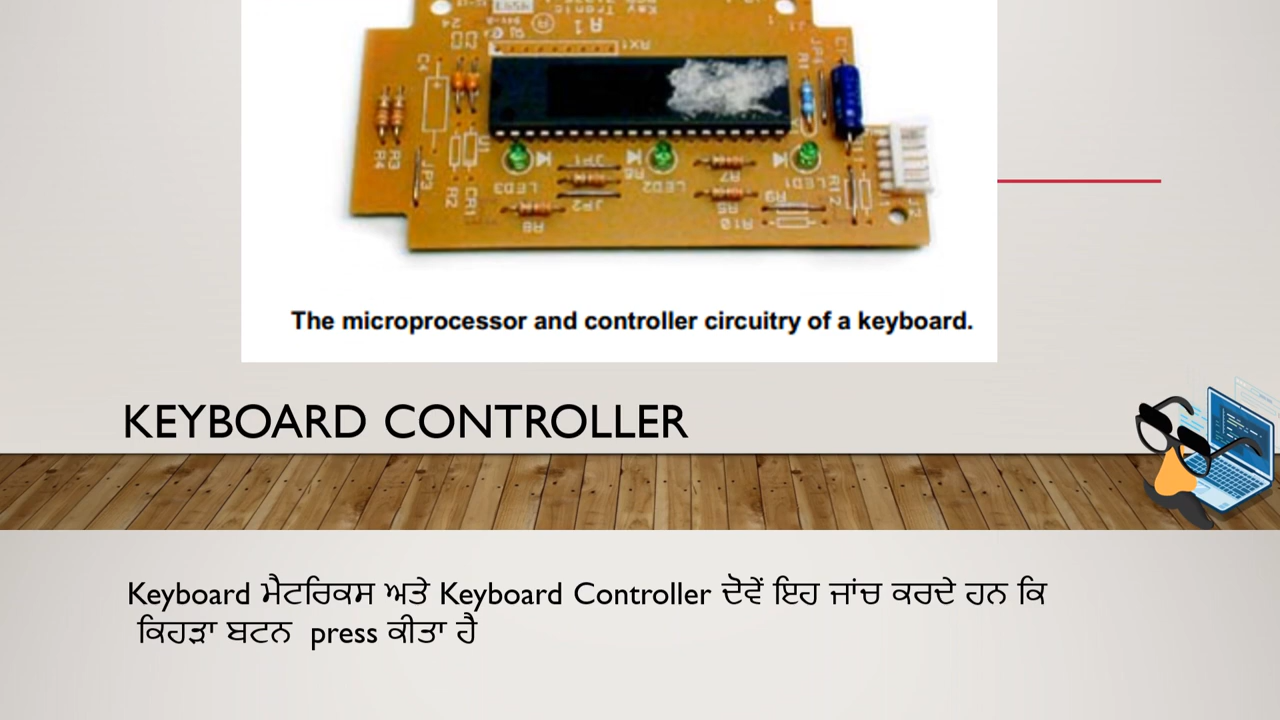 The microprocessor and controller circuitry of a keyboard.
KEYBOARD CONTROLLER
Keyboard ਮੈਟਰਿਕਸ ਅਤੇ Keyboard Controller ਦੋਵੇਂ ਇਹ ਜਾਂਚ ਕਰਦੇ ਹਨ ਕਿ
ਕਿਹੜਾ ਬਟਨ press ਕੀਤਾ ਹੈ